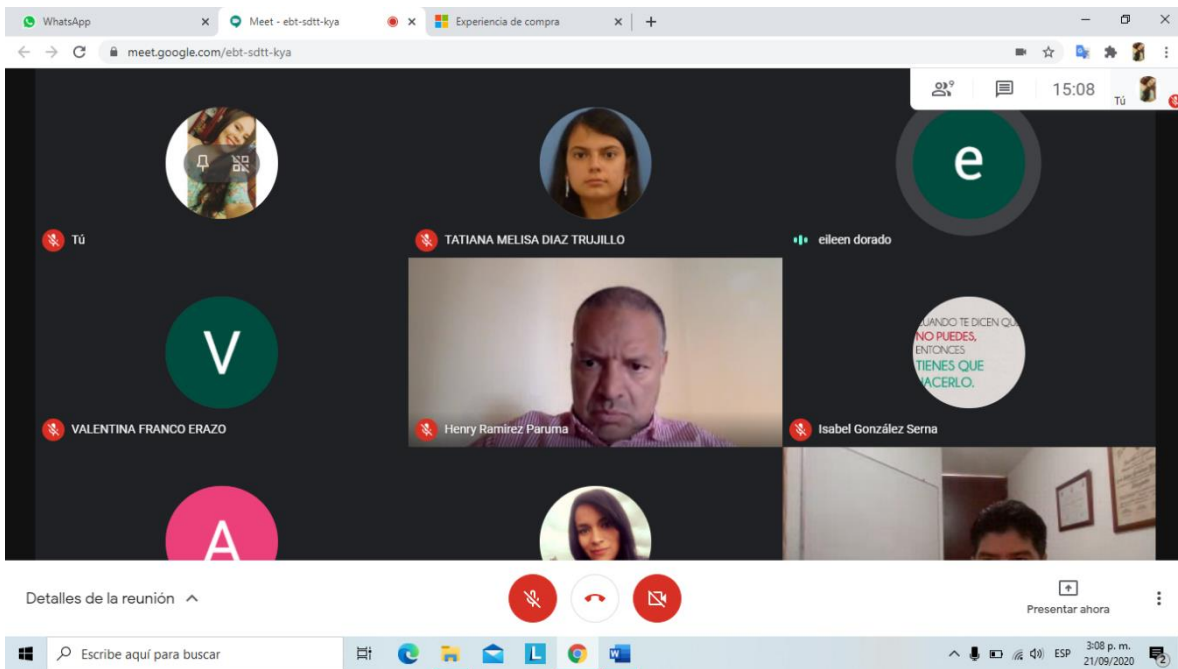 WhatsApp
Meet - ebt-sdtt-kya
Experiencia de compra
meet.google.com/ebt-sdtt-kya
15:08
Tú
e
Tú
TATIANA MELISA DIAZ TRUJILLO
eileen dorado
V
CUANDO TE DICEN QUE
NO PUEDES,
ENTONCES
TIENES QUE
HACERLO.
VALENTINA FRANCO ERAZO
Henry Ramirez Paruma
Isabel González Serna
A
Detalles de la reunión
Presentar ahora
Escribe aquí para buscar
L
W
ESP
3:08 p. m.
21/09/2020
2